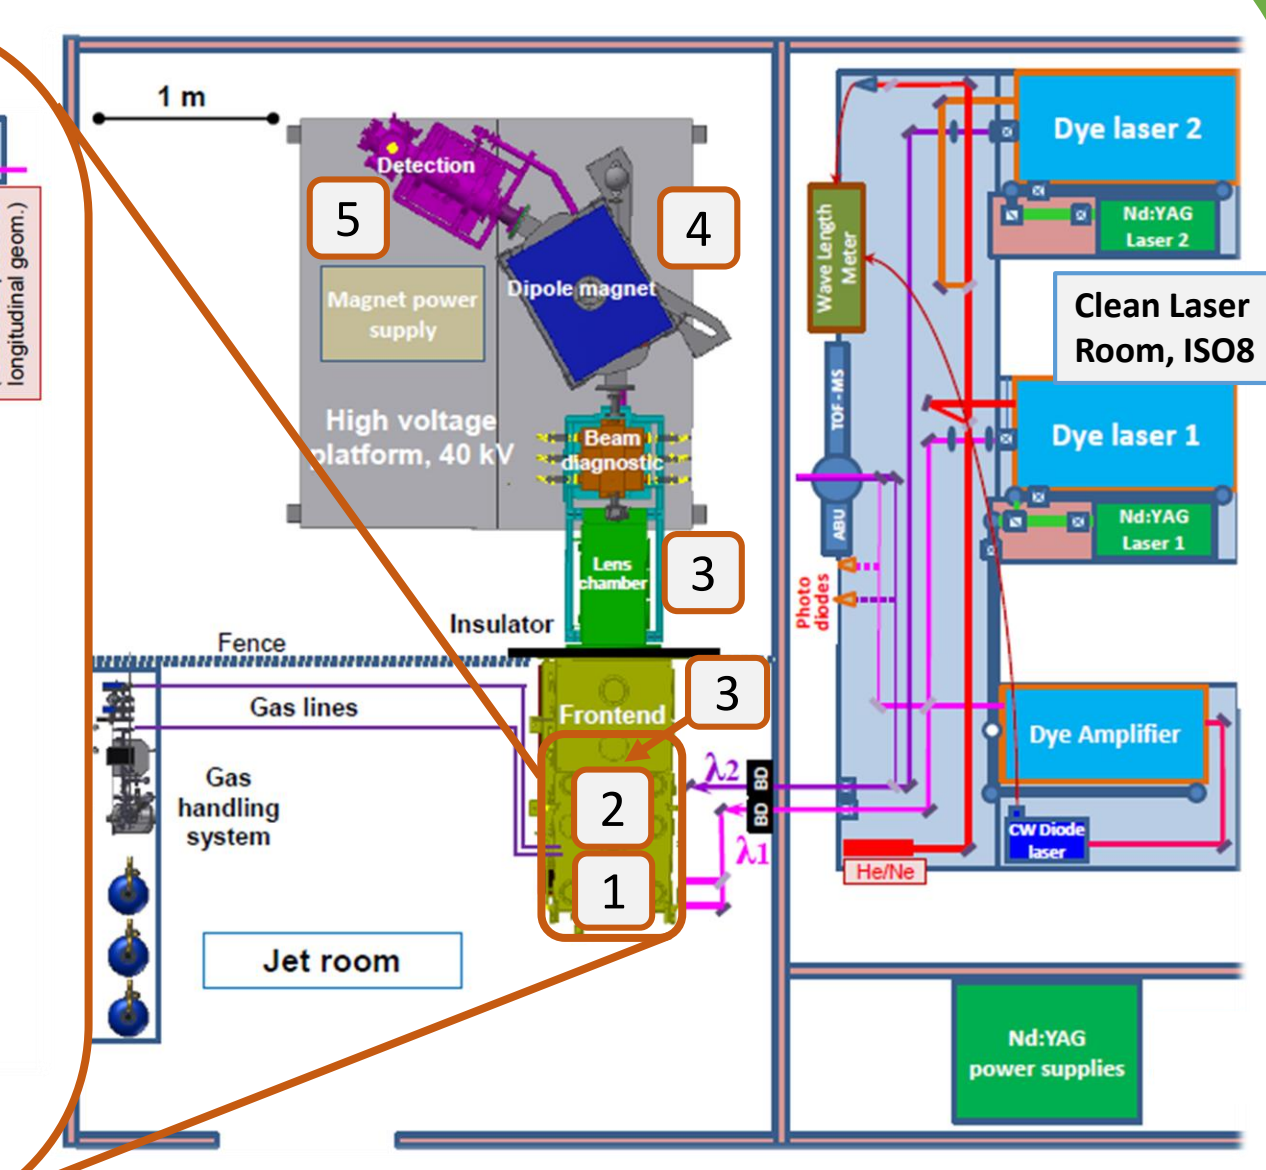 longitudinal geom.)
1 m
Detection
5
4
Magnet power
supply
Dipole magnet
High voltage
platform, 40 kV
Beam
diagnostic
Lens
chamber
3
Insulator
Fence
Gas lines
Frontend
3
2
1
Gas
handling
system
Jet room
λ2
λ1
BD
BD
Wave Length
Meter
TOF-MS
ABU
Photo
diodes
He/Ne
Dye laser 2
Nd:YAG
Laser 2
Clean Laser
Room, ISO8
Dye laser 1
Nd:YAG
Laser 1
Dye Amplifier
CW Diode
laser
Nd:YAG
power supplies